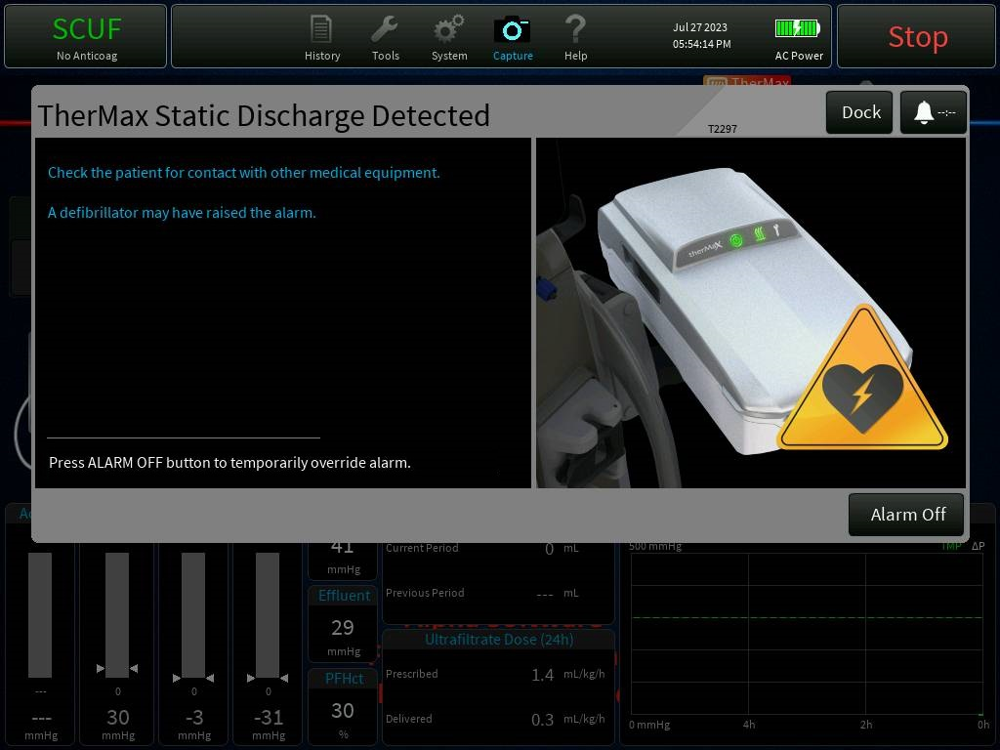 SCUF
No Anticoag
History
Tools
System
Capture
Help
Jul 27 2023
05:54:14 PM
AC Power
Stop
TherMax
TherMax Static Discharge Detected
T2297
Dock
--:--
Check the patient for contact with other medical equipment.
A defibrillator may have raised the alarm.
therMax
Press ALARM OFF button to temporarily override alarm.
Alarm Off
---
---
mmHg
0
30
mmHg
0
-3
mmHg
0
-31
mmHg
41
mmHg
Effluent
29
mmHg
PFHct
30
%
Current Period 0 mL
Previous Period --- mL
Ultrafiltrate Dose (24h)
Prescribed 1.4 mL/kg/h
Delivered 0.3 mL/kg/h
500 mmHg
TMP ΔP
0 mmHg 4h 2h 0h